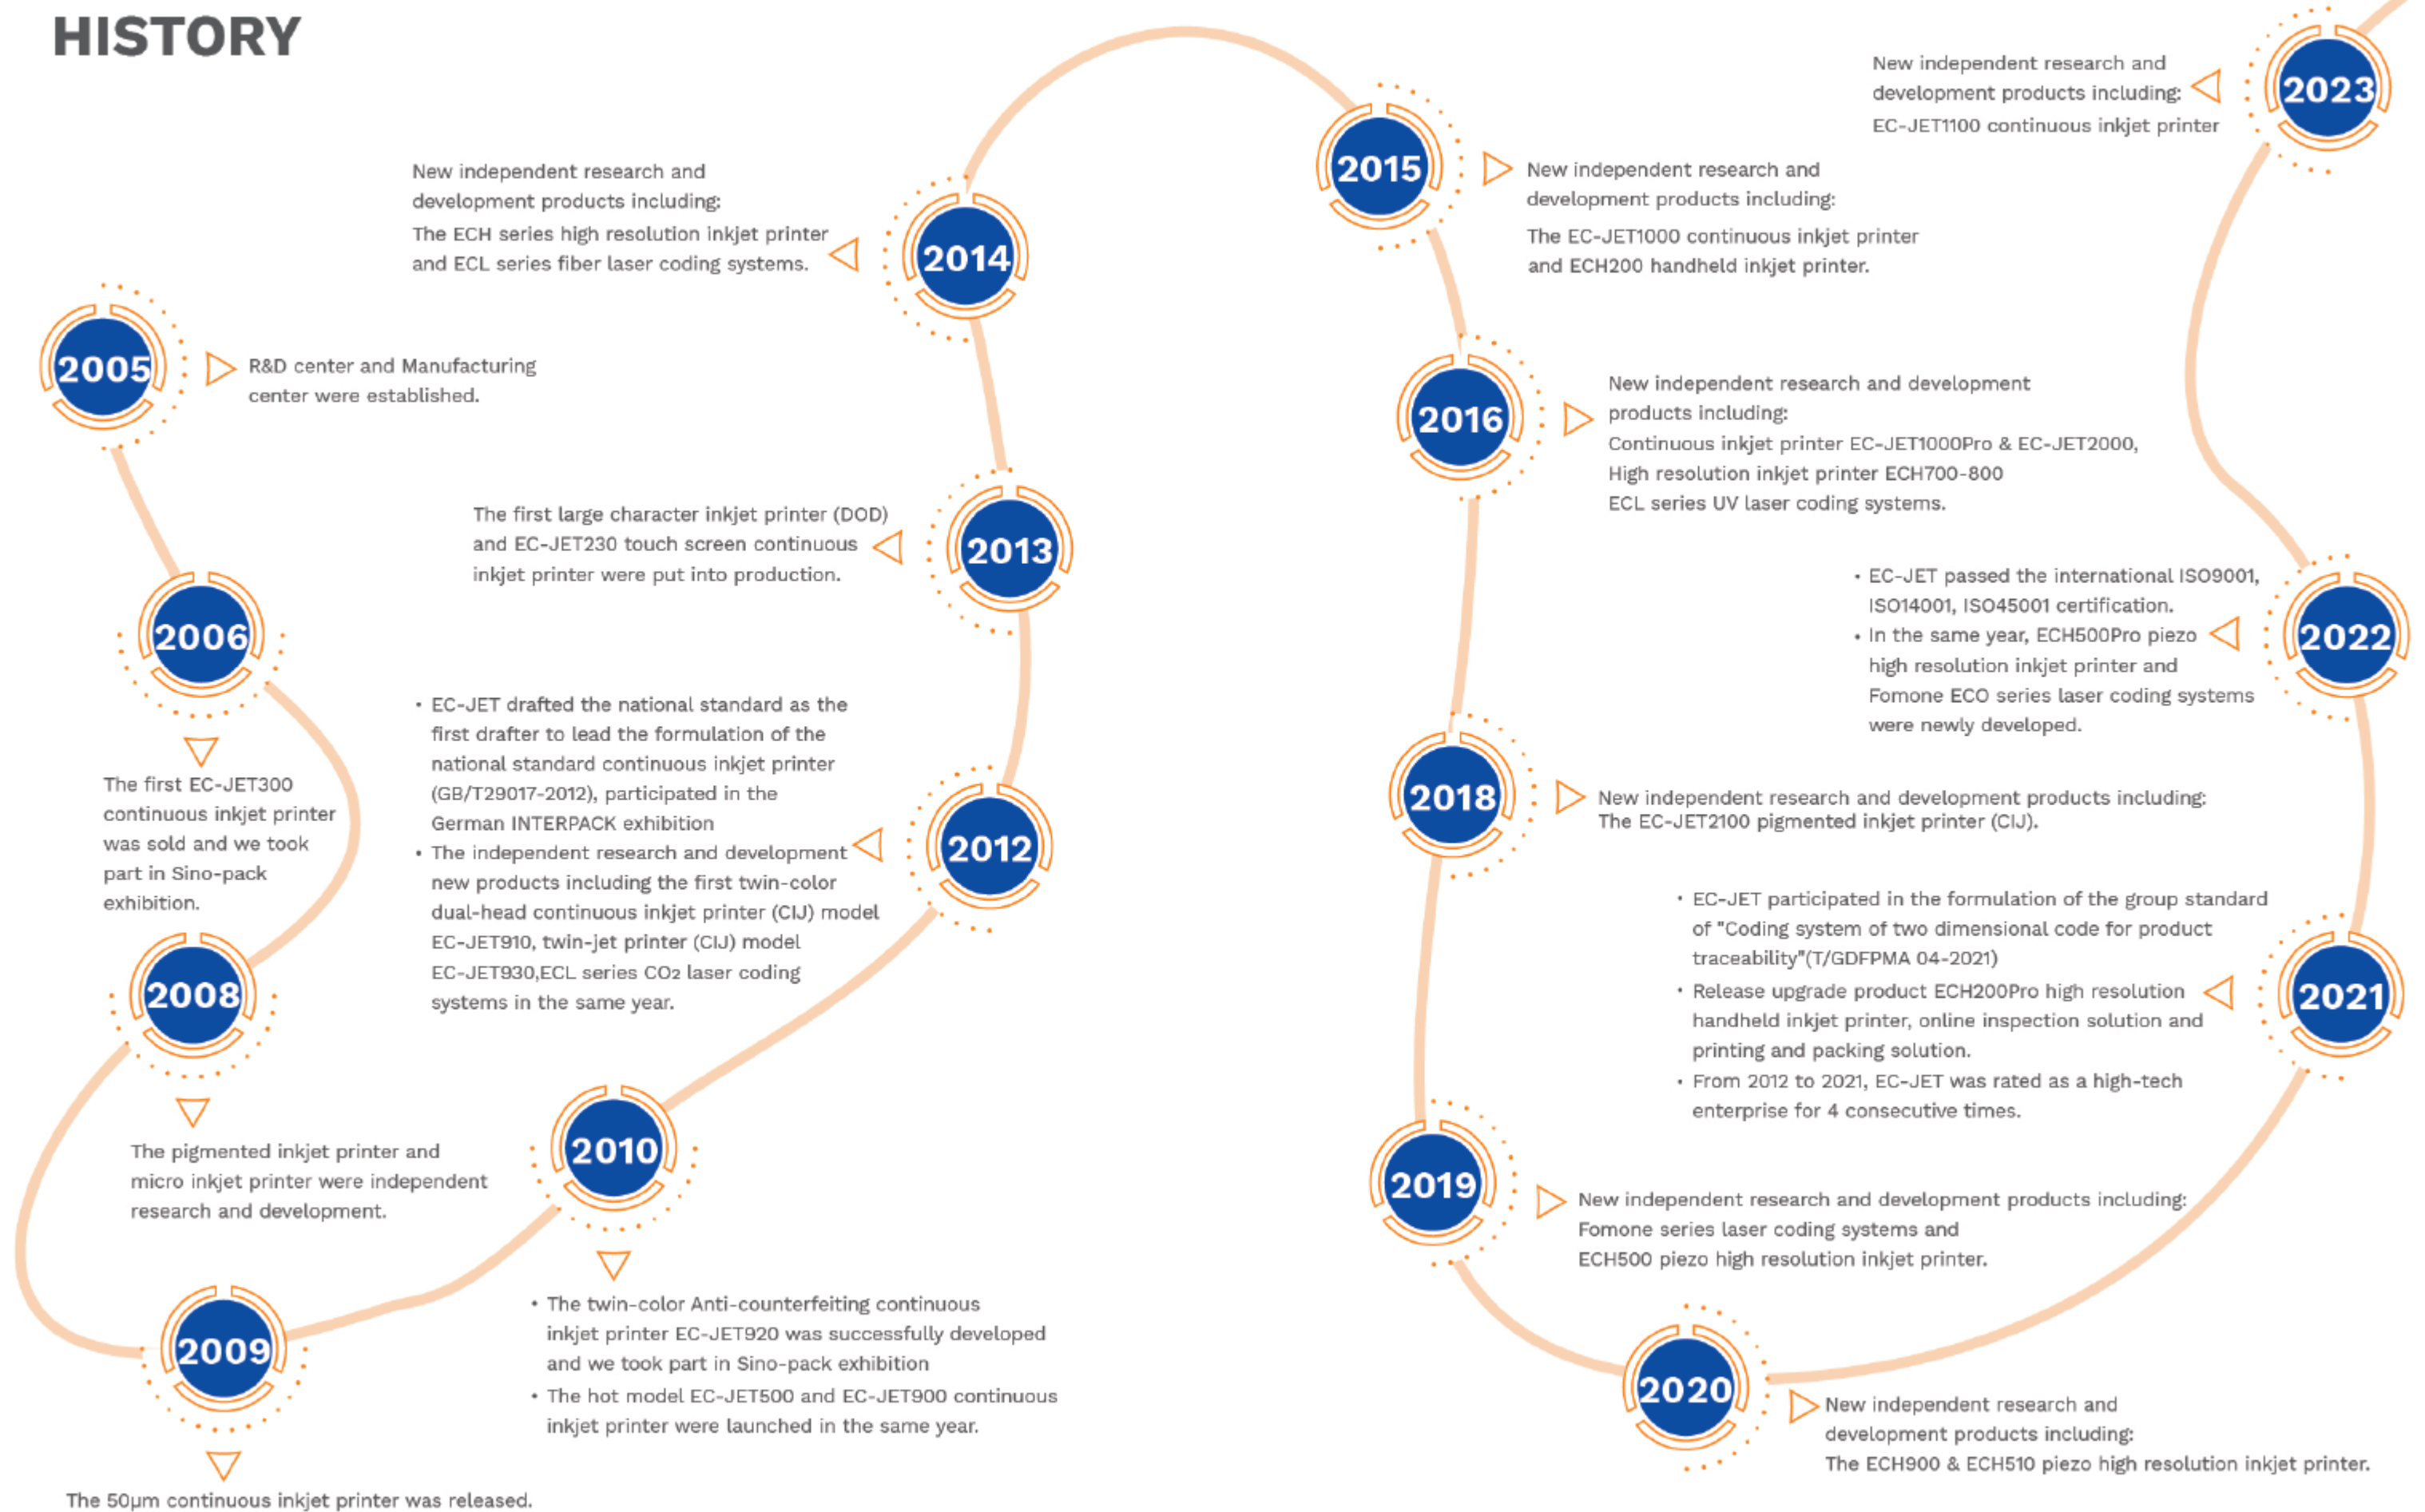 HISTORY
2005
R&D center and Manufacturing
center were established.
2006
The first EC-JET300
continuous inkjet printer
was sold and we took
part in Sino-pack
exhibition.
2008
The pigmented inkjet printer and
micro inkjet printer were independent
research and development.
2009
The 50µm continuous inkjet printer was released.
2010
• The twin-color Anti-counterfeiting continuous
inkjet printer EC-JET920 was successfully developed
and we took part in Sino-pack exhibition
• The hot model EC-JET500 and EC-JET900 continuous
inkjet printer were launched in the same year.
2012
• EC-JET drafted the national standard as the
first drafter to lead the formulation of the
national standard continuous inkjet printer
(GB/T29017-2012), participated in the
German INTERPACK exhibition
• The independent research and development
new products including the first twin-color
dual-head continuous inkjet printer (CIJ) model
EC-JET910, twin-jet printer (CIJ) model
EC-JET930,ECL series CO2 laser coding
systems in the same year.
2013
The first large character inkjet printer (DOD)
and EC-JET230 touch screen continuous
inkjet printer were put into production.
2014
New independent research and
development products including:
The ECH series high resolution inkjet printer
and ECL series fiber laser coding systems.
2015
New independent research and
development products including:
The EC-JET1000 continuous inkjet printer
and ECH200 handheld inkjet printer.
2016
New independent research and development
products including:
Continuous inkjet printer EC-JET1000Pro & EC-JET2000,
High resolution inkjet printer ECH700-800
ECL series UV laser coding systems.
2018
New independent research and development products including:
The EC-JET2100 pigmented inkjet printer (CIJ).
2019
New independent research and development products including:
Fomone series laser coding systems and
ECH500 piezo high resolution inkjet printer.
2020
New independent research and
development products including:
The ECH900 & ECH510 piezo high resolution inkjet printer.
2021
• EC-JET participated in the formulation of the group standard
of "Coding system of two dimensional code for product
traceability"(T/GDFPMA 04-2021)
• Release upgrade product ECH200Pro high resolution
handheld inkjet printer, online inspection solution and
printing and packing solution.
• From 2012 to 2021, EC-JET was rated as a high-tech
enterprise for 4 consecutive times.
2022
• EC-JET passed the international ISO9001,
ISO14001, ISO45001 certification.
• In the same year, ECH500Pro piezo
high resolution inkjet printer and
Fomone ECO series laser coding systems
were newly developed.
2023
New independent research and
development products including:
EC-JET1100 continuous inkjet printer